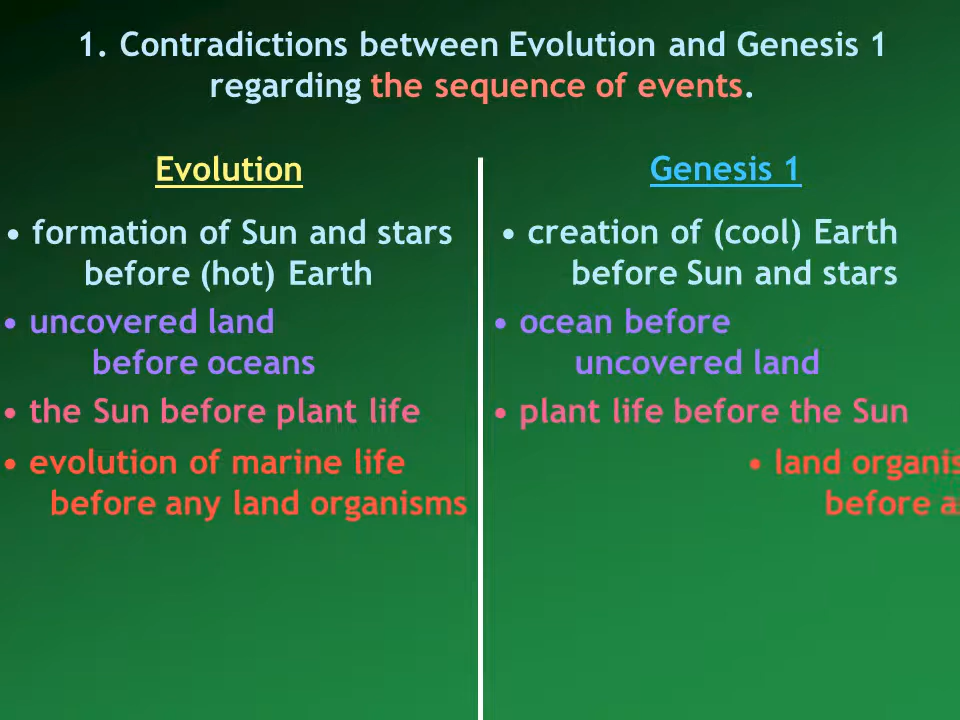 1. Contradictions between Evolution and Genesis 1
regarding the sequence of events.
Evolution
• formation of Sun and stars
before (hot) Earth
• uncovered land
before oceans
• the Sun before plant life
• evolution of marine life
before any land organisms
Genesis 1
• creation of (cool) Earth
before Sun and stars
• ocean before
uncovered land
• plant life before the Sun
• land
before